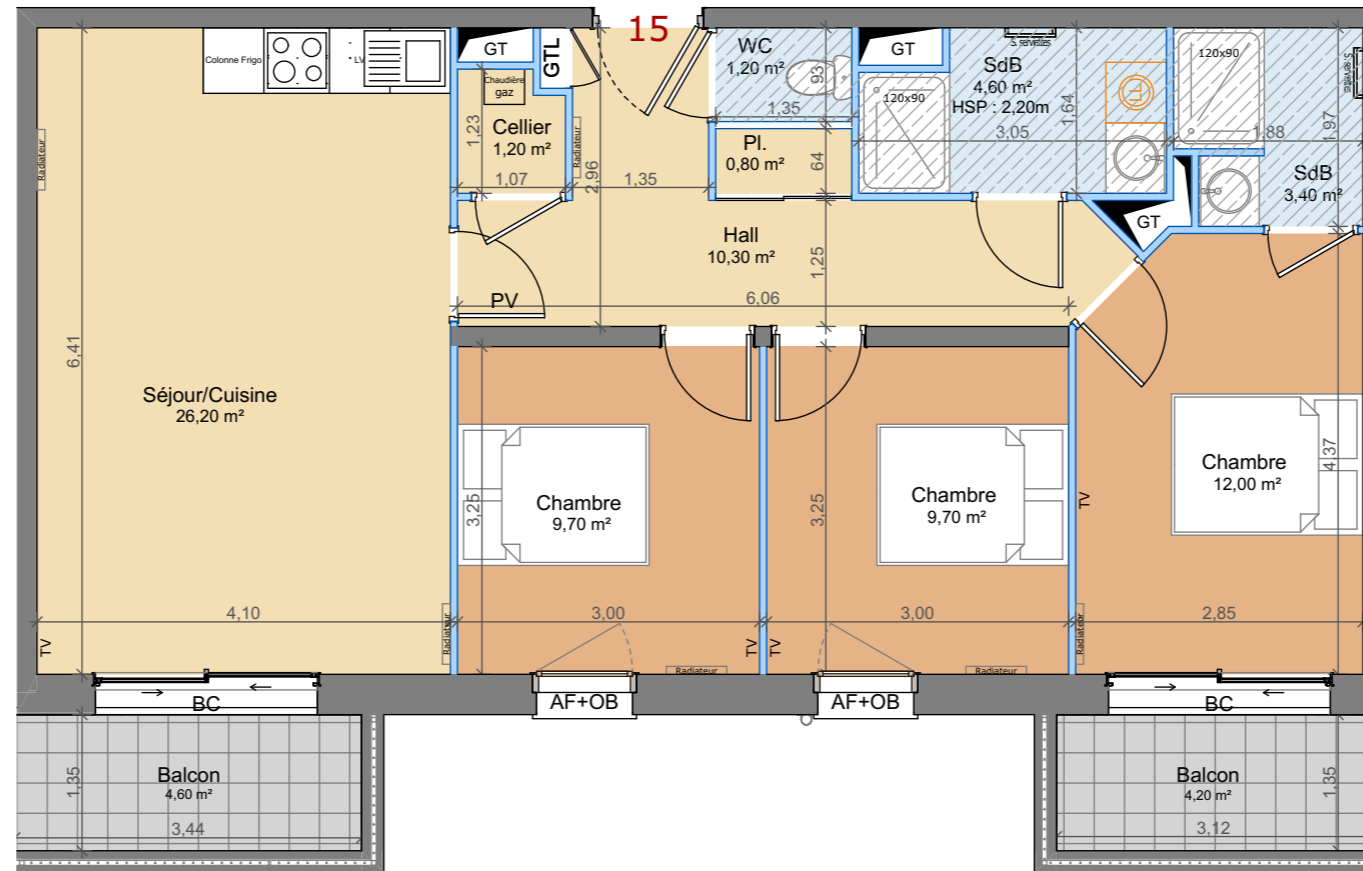 15
Colonne Frigo
LV
GT
GTL
WC
1,20 m²
93
1,35
GT
S. serviettes
SdB
4,60 m²
HSP : 2,20m
120x90
3,05
1,64
LL
120x90
S. serviettes
1,88
1,97
SdB
3,40 m²
GT
Chaudière
gaz
Cellier
1,20 m²
1,23
1,07
Radiateur
2,96
1,35
Pl.
0,80 m²
64
Radiateur
Hall
10,30 m²
1,25
6,06
PV
6,41
Séjour/Cuisine
26,20 m²
Chambre
9,70 m²
3,25
Chambre
9,70 m²
3,25
Chambre
12,00 m²
4,37
TV
4,10
3,00
3,00
2,85
TV
Radiateur
Radiateur
TV
TV
Radiateur
Radiateur
BC
AF+OB
AF+OB
BC
Balcon
4,60 m²
1,35
3,44
Balcon
4,20 m²
1,35
3,12